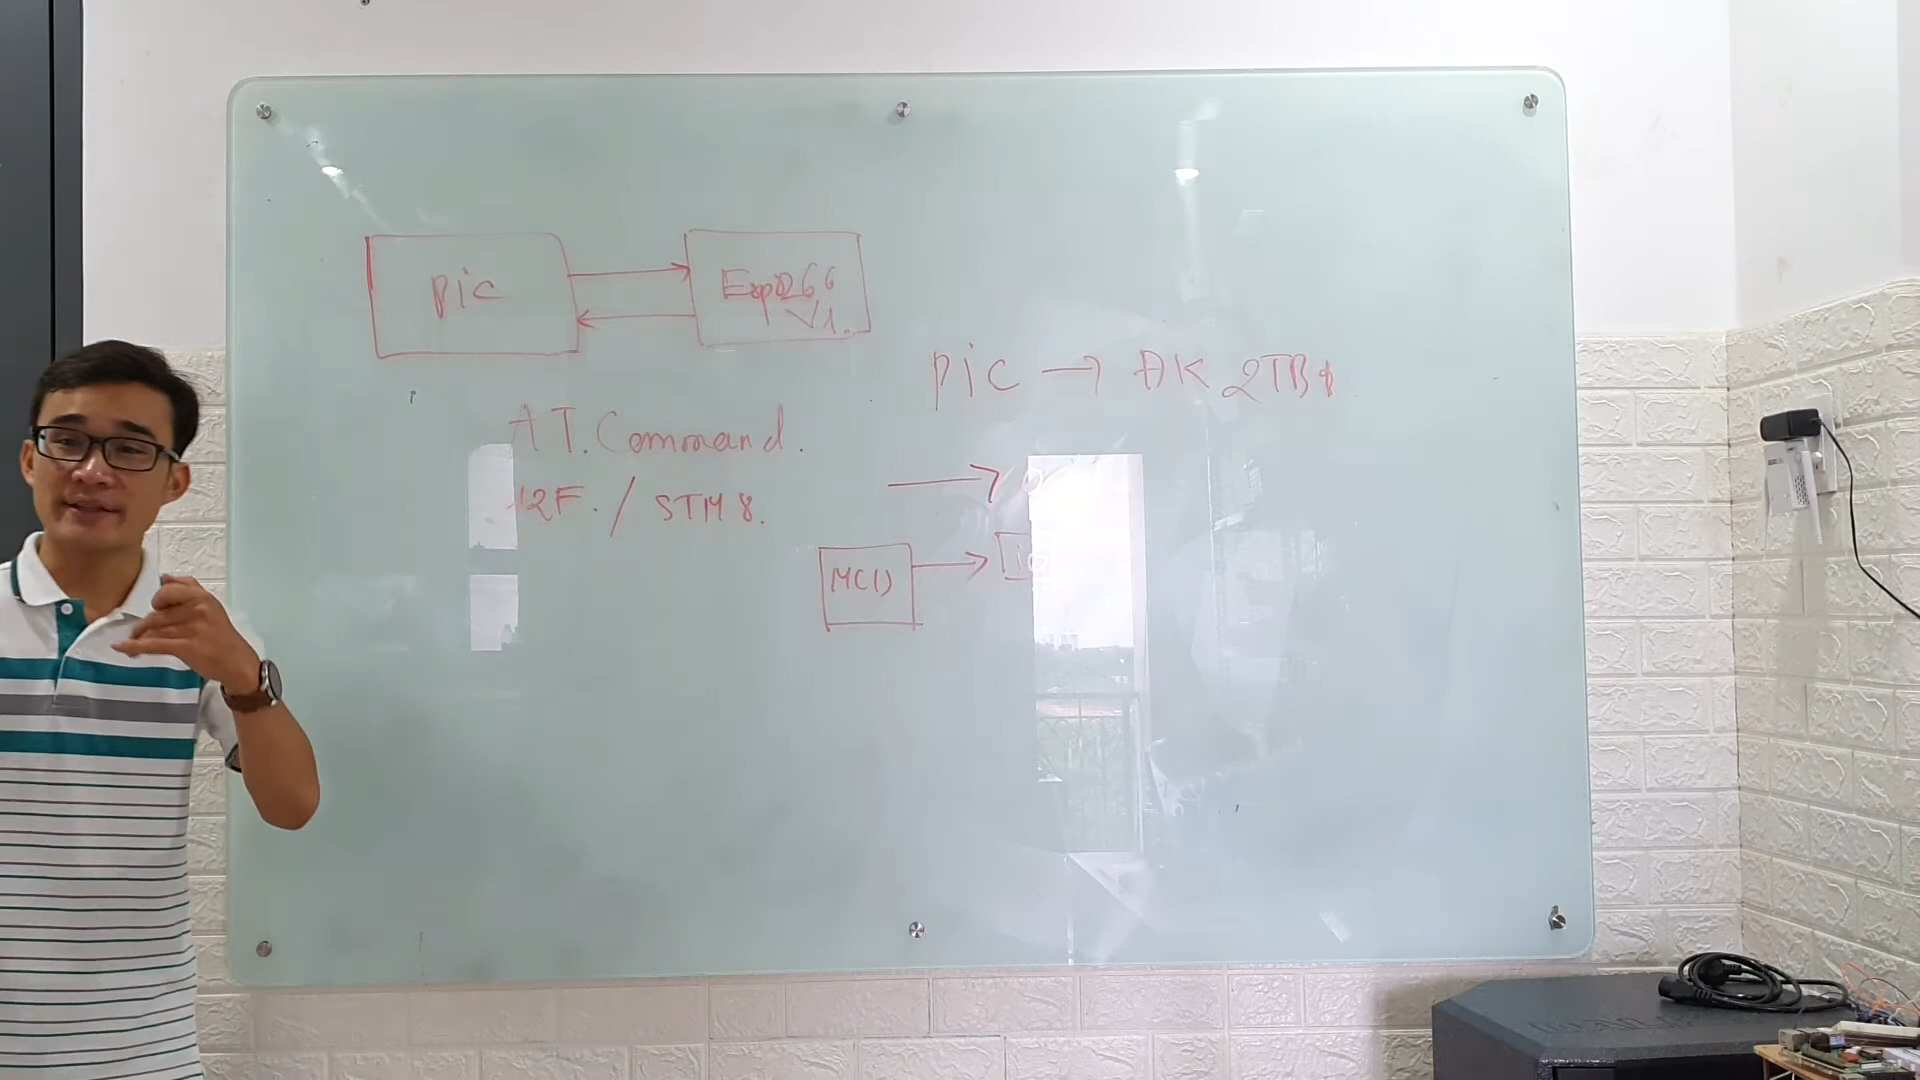 pic
Esp8266
V1.
pic → ĐK 2TB
AT. Command.
12F. / STM 8.
MCU